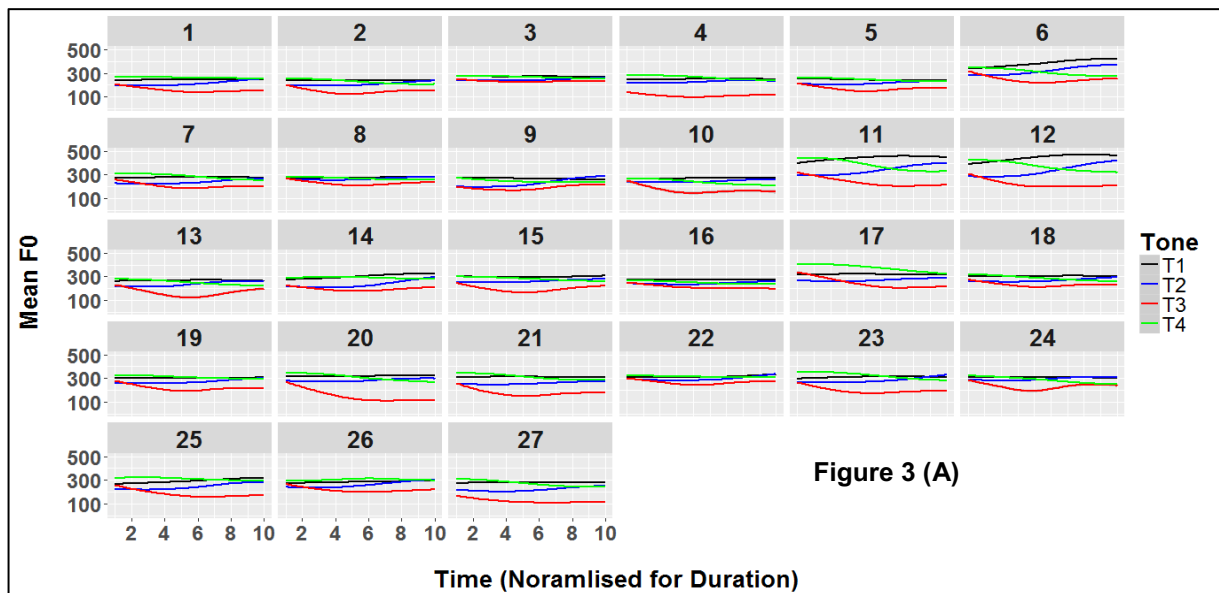 1 2 3 4 5 6
500
300
100
7 8 9 10 11 12
500
300
100
13 14 15 16 17 18
500
300
100
19 20 21 22 23 24
500
300
100
25 26 27
500
300
100
2 4 6 8 10 2 4 6 8 10 2 4 6 8 10
Mean F0
Time (Noramlised for Duration)
Figure 3 (A)
Tone
T1
T2
T3
T4